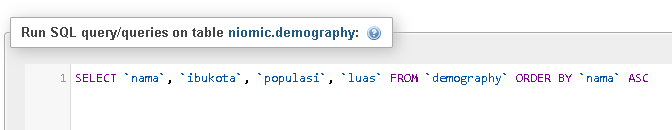 Run SQL query/queries on table niomic.demography:
1 SELECT `nama`, `ibukota`, `populasi`, `luas` FROM `demography` ORDER BY `nama` ASC